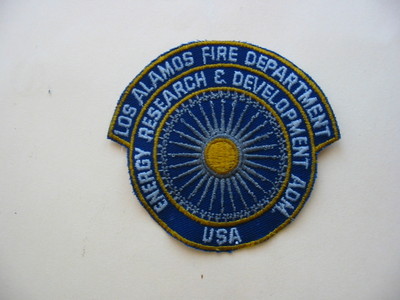 LOS ALAMOS FIRE DEPARTMENT
ENERGY RESEARCH & DEVELOPMENT ADM.
USA